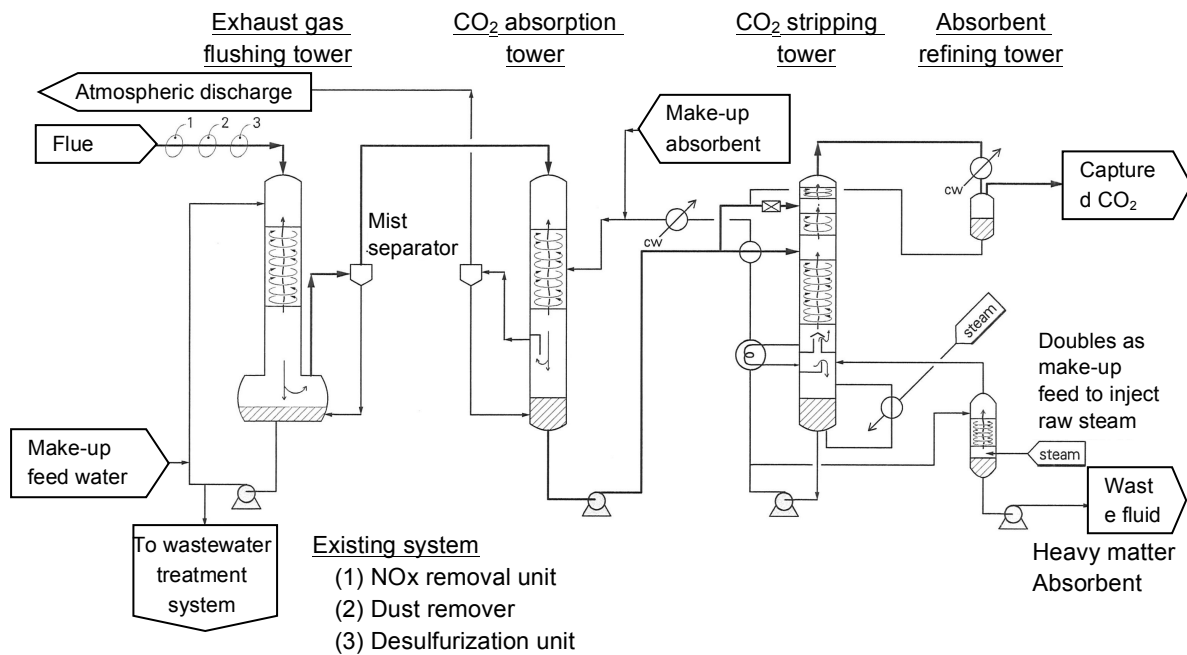 Exhaust gas
flushing tower
CO2 absorption
tower
CO2 stripping
tower
Absorbent
refining tower
Atmospheric discharge
Flue
1 2 3
Make-up
absorbent
cw
Capture
d CO2
Mist
separator
cw
steam
Doubles as
make-up
feed to inject
raw steam
steam
Make-up
feed water
Wast
e fluid
Heavy matter
Absorbent
To wastewater
treatment
system
Existing system
(1) NOx removal unit
(2) Dust remover
(3) Desulfurization unit